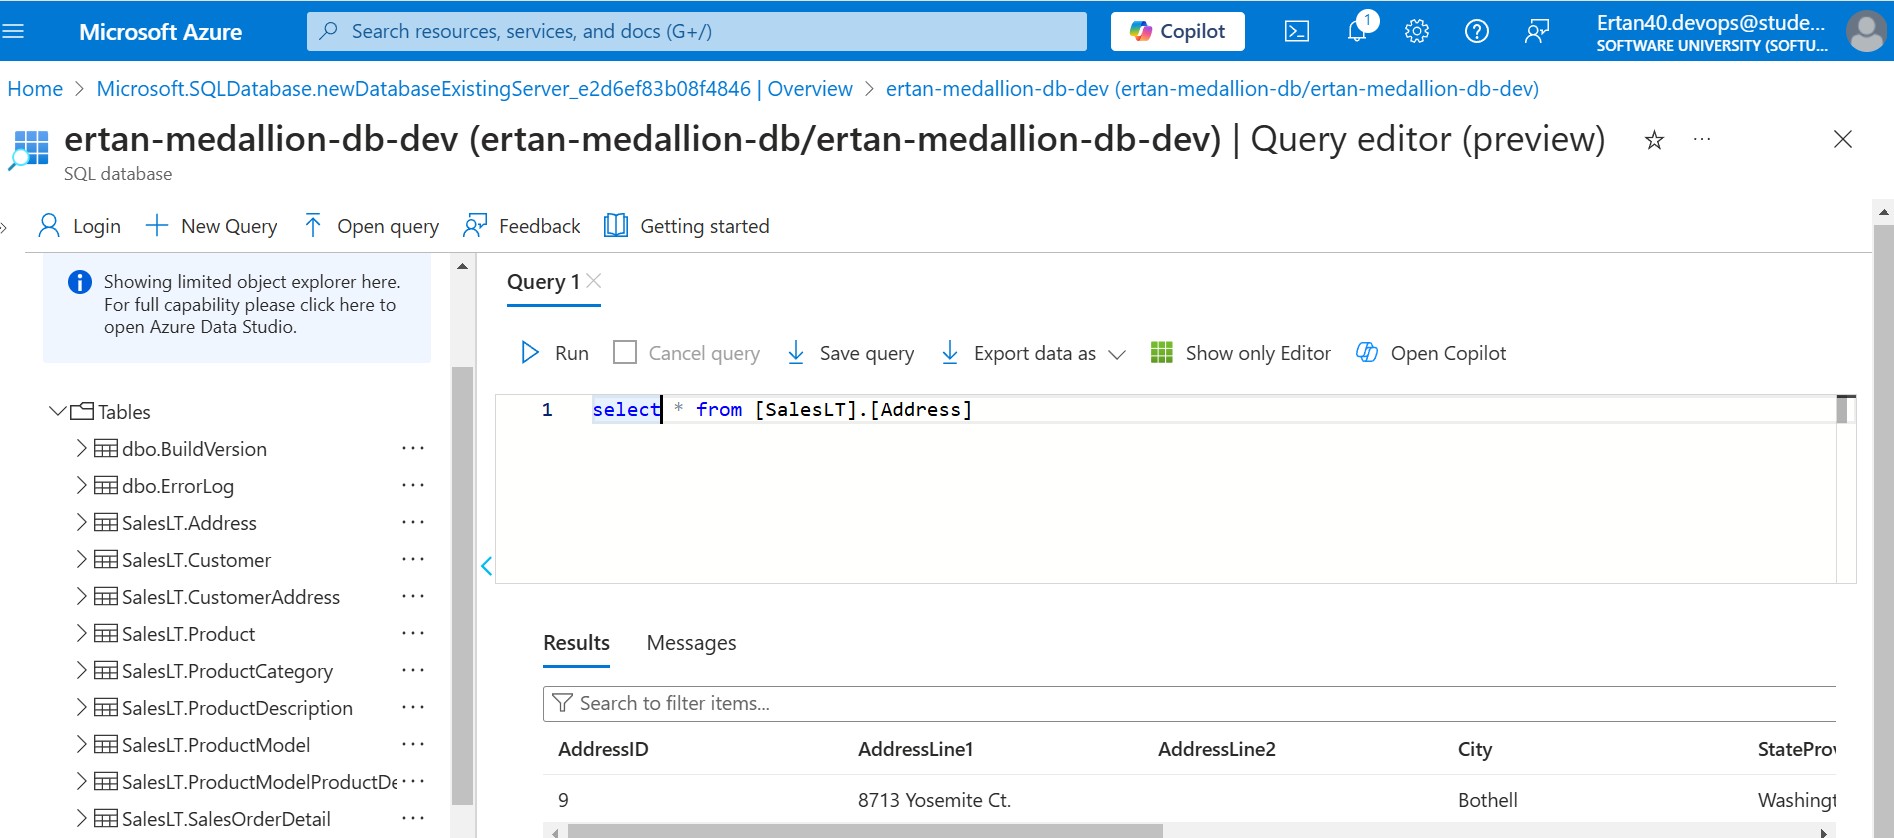 Microsoft Azure
Search resources, services, and docs (G+/)
Copilot
1
Ertan40.devops@stude...
SOFTWARE UNIVERSITY (SOFTU...
Home > Microsoft.SQLDatabase.newDatabaseExistingServer_e2d6ef83b08f4846 | Overview > ertan-medallion-db-dev (ertan-medallion-db/ertan-medallion-db-dev)
ertan-medallion-db-dev (ertan-medallion-db/ertan-medallion-db-dev) | Query editor (preview)
SQL database
Login
New Query
Open query
Feedback
Getting started
Showing limited object explorer here.
For full capability please click here to
open Azure Data Studio.
Tables
dbo.BuildVersion
dbo.ErrorLog
SalesLT.Address
SalesLT.Customer
SalesLT.CustomerAddress
SalesLT.Product
SalesLT.ProductCategory
SalesLT.ProductDescription
SalesLT.ProductModel
SalesLT.ProductModelProductDe
SalesLT.SalesOrderDetail
Query 1
Run
Cancel query
Save query
Export data as
Show only Editor
Open Copilot
1 select * from [SalesLT].[Address]
Results
Messages
Search to filter items...
AddressID AddressLine1 AddressLine2 City StateProv
9 8713 Yosemite Ct. Bothell Washingt